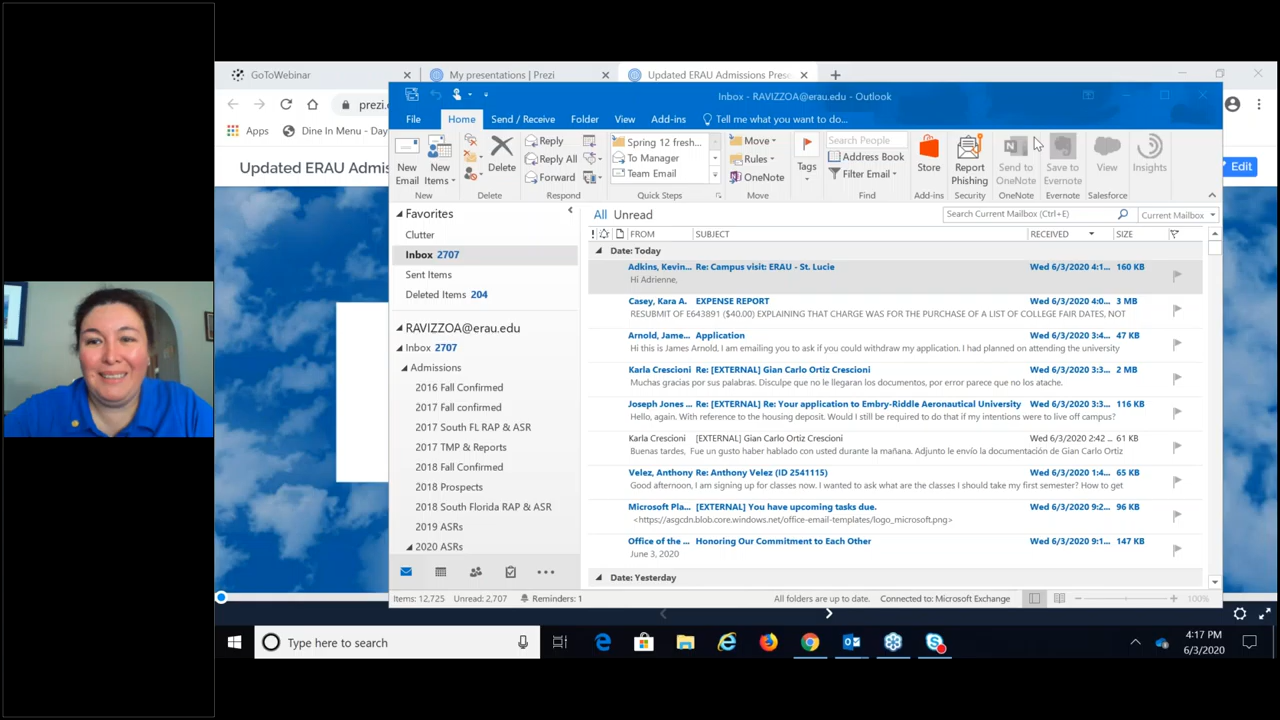 GoToWebinar
My presentations | Prezi
Updated ERAU Admissions Prese
prezi.
Apps
Dine In Menu - Day
Updated ERAU Admis
Edit
Inbox - RAVIZZOA@erau.edu - Outlook
File
Home
Send / Receive
Folder
View
Add-ins
Tell me what you want to do...
New
Email
New
Items
New
Delete
Delete
Reply
Reply All
Forward
Respond
Spring 12 fresh...
To Manager
Team Email
Quick Steps
Move
Rules
OneNote
Move
Tags
Search People
Address Book
Filter Email
Find
Store
Add-ins
Report
Phishing
Security
Send to
OneNote
OneNote
Save to
Evernote
Evernote
View
Salesforce
Insights
Favorites
Clutter
Inbox 2707
Sent Items
Deleted Items 204
RAVIZZOA@erau.edu
Inbox 2707
Admissions
2016 Fall Confirmed
2017 Fall confirmed
2017 South FL RAP & ASR
2017 TMP & Reports
2018 Fall Confirmed
2018 Prospects
2018 South Florida RAP & ASR
2019 ASRs
2020 ASRs
All Unread
Search Current Mailbox (Ctrl+E)
Current Mailbox
FROM SUBJECT RECEIVED SIZE
Date: Today
Adkins, Kevin... Re: Campus visit: ERAU - St. Lucie Wed 6/3/2020 4:1... 160 KB
Hi Adrienne,
Casey, Kara A. EXPENSE REPORT Wed 6/3/2020 4:0... 3 MB
RESUBMIT OF E643891 ($40.00) EXPLAINING THAT CHARGE WAS FOR THE PURCHASE OF A LIST OF COLLEGE FAIR DATES, NOT
Arnold, Jame... Application Wed 6/3/2020 4:0... 47 KB
Hi this is James Arnold, I am emailing you to ask if you could withdraw my application. I had planned on attending the university
Karla Crescioni Re: [EXTERNAL] Gian Carlo Ortiz Crescioni Wed 6/3/2020 3:3... 2 MB
Muchas gracias por sus palabras. Disculpe que no le llegaran los documentos, por error parece que no los atache.
Joseph Jones ... Re: [EXTERNAL] Re: Your application to Embry-Riddle Aeronautical University Wed 6/3/2020 3:3... 116 KB
Hello, again. With reference to the housing deposit. Would I still be required to do that if my intentions were to live off campus?
Karla Crescioni [EXTERNAL] Gian Carlo Ortiz Crescioni Wed 6/3/2020 2:42 ... 61 KB
Buenas tardes, Fue un gusto haber hablado con usted durante la mañana. Adjunto le envío la documentación de Gian Carlo Ortiz
Velez, Anthony Re: Anthony Velez (ID 2541115) Wed 6/3/2020 1:4... 65 KB
Good afternoon, I am signing up for classes now. I wanted to ask what are the classes I should take my first semester? How to get
Microsoft Pla... [EXTERNAL] You have upcoming tasks due. Wed 6/3/2020 9:2... 96 KB
<https://asgcdn.blob.core.windows.net/office-email-templates/logo_microsoft.png>
Office of the ... Honoring Our Commitment to Each Other Wed 6/3/2020 9:1... 147 KB
June 3, 2020
Date: Yesterday
Items: 12,725 Unread: 2,707 Reminders: 1 All folders are up to date. Connected to: Microsoft Exchange 100%
Type here to search
4:17 PM
6/3/2020